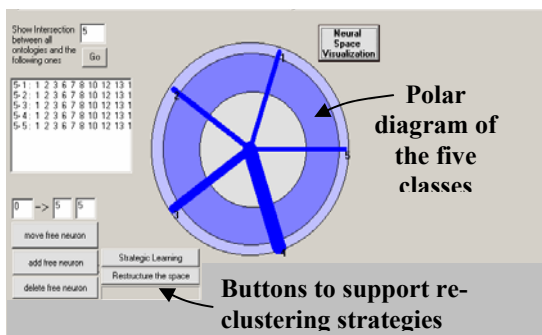 Show Intersection
between all
ontologies and the
following ones
5
Go
Neural
Space
Visualization
5-1: 1 2 3 6 7 8 10 12 13 1
5-2: 1 2 3 6 7 8 10 12 13 1
5-3: 1 2 3 6 7 8 10 12 13 1
5-4: 1 2 3 6 7 8 10 12 13 1
5-5: 1 2 3 6 7 8 10 12 13 1
Polar
diagram of
the five
classes
5
0 -> 5 5
move free neuron
add free neuron
delete free neuron
Strategic Learning
Restructure the space
Buttons to support re-
clustering strategies